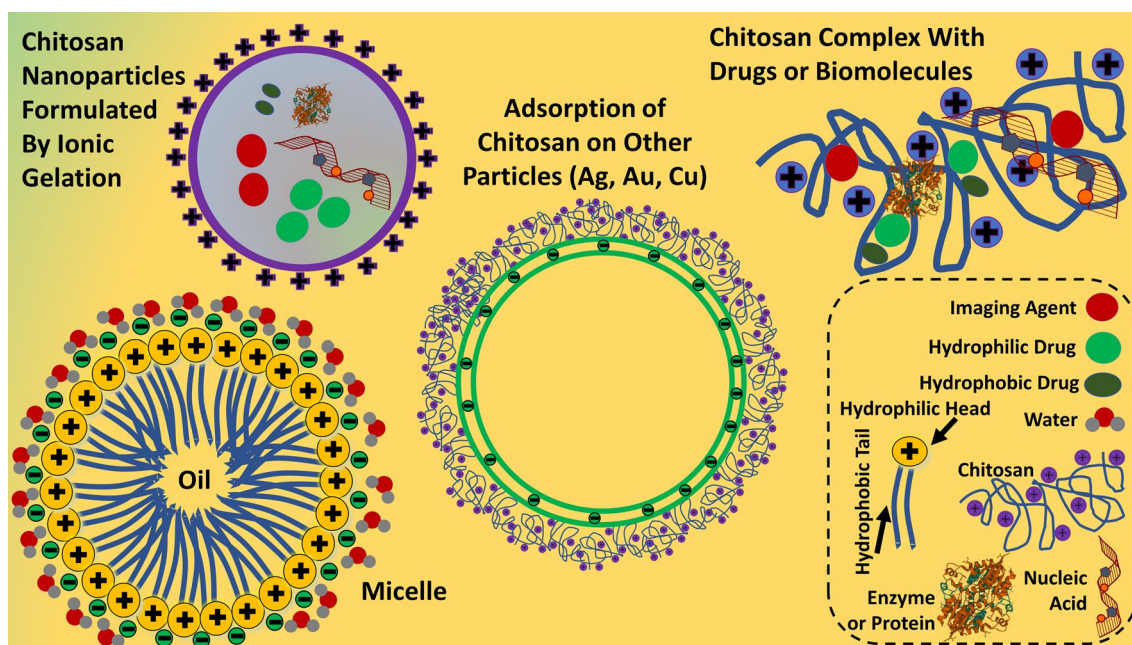 Chitosan
Nanoparticles
Formulated
By Ionic
Gelation
Adsorption of
Chitosan on Other
Particles (Ag, Au, Cu)
Chitosan Complex With
Drugs or Biomolecules
Oil
Micelle
Imaging Agent
Hydrophilic Drug
Hydrophobic Drug
Hydrophilic Head
Water
Hydrophobic Tail
Chitosan
Enzyme
or Protein
Nucleic
Acid